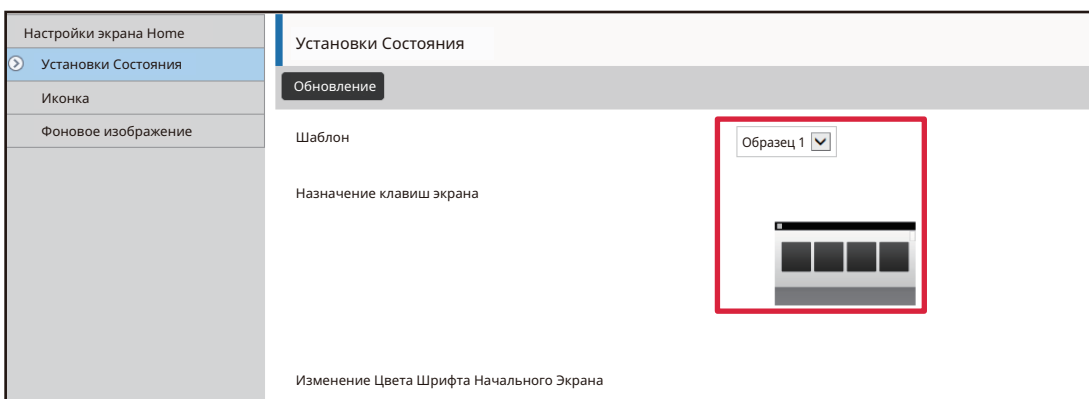 Настройки экрана Home
Установки Состояния
Иконка
Фоновое изображение
Установки Состояния
Обновление
Шаблон
Образец 1
Назначение клавиш экрана
Изменение Цвета Шрифта Начального Экрана